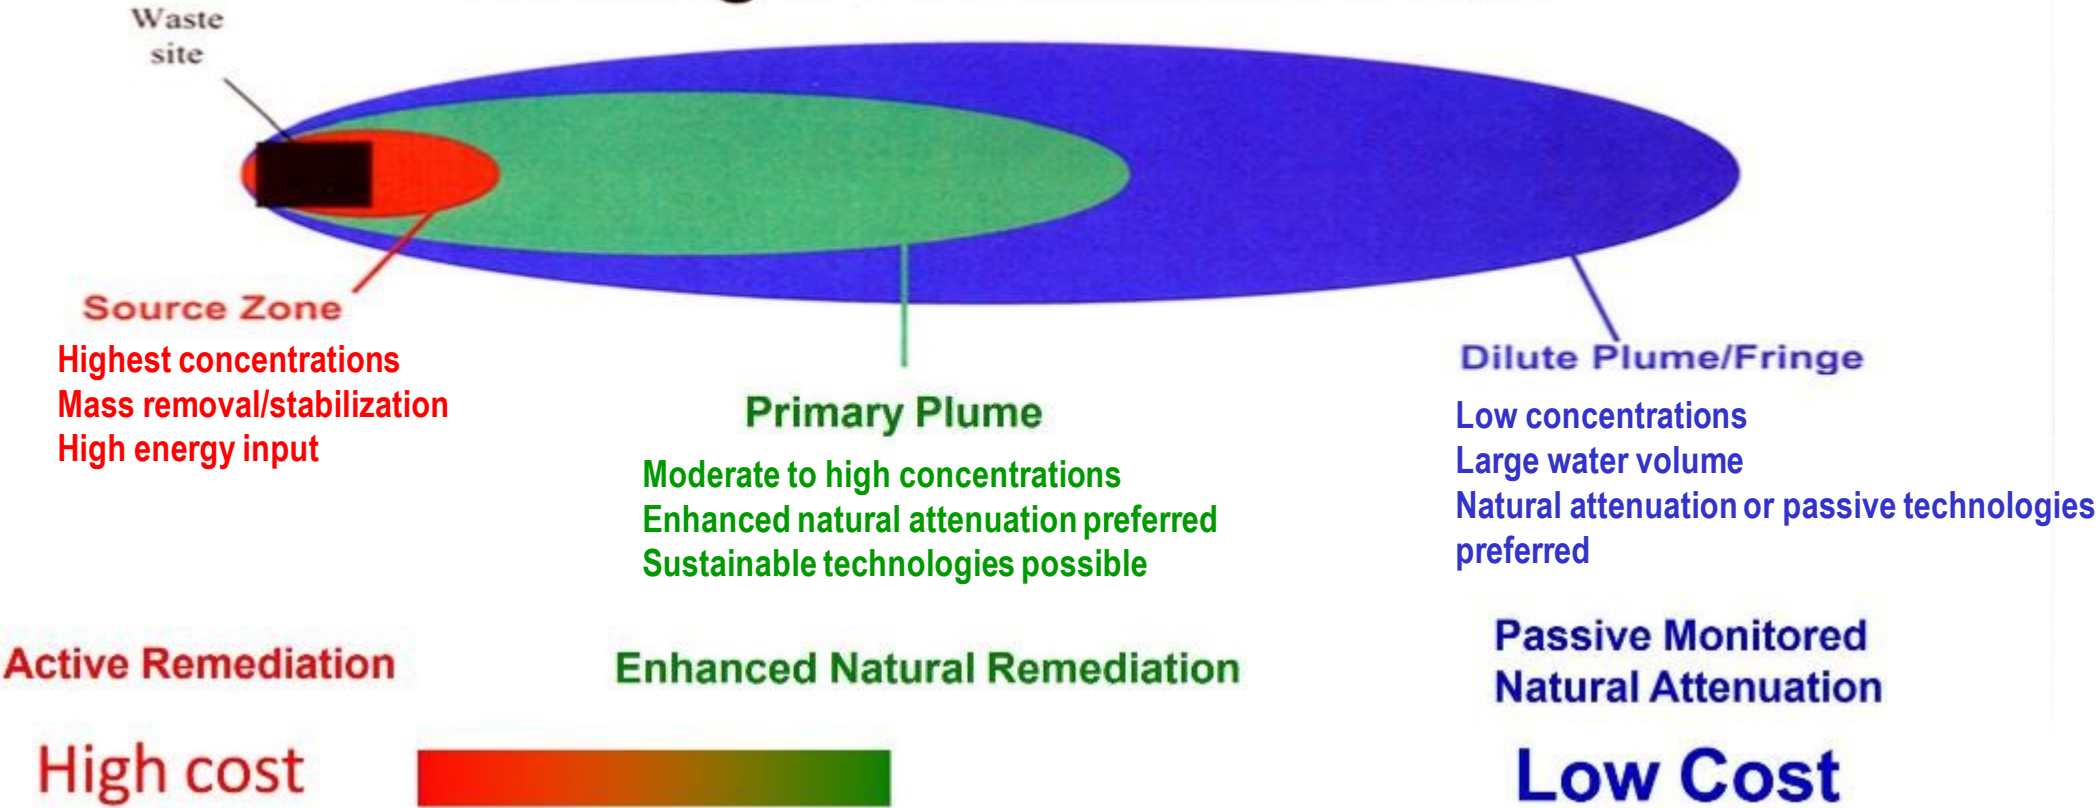 Waste
site
Source Zone
Highest concentrations
Mass removal/stabilization
High energy input
Primary Plume
Moderate to high concentrations
Enhanced natural attenuation preferred
Sustainable technologies possible
Dilute Plume/Fringe
Low concentrations
Large water volume
Natural attenuation or passive technologies
preferred
Active Remediation
Enhanced Natural Remediation
Passive Monitored
Natural Attenuation
High cost
Low Cost